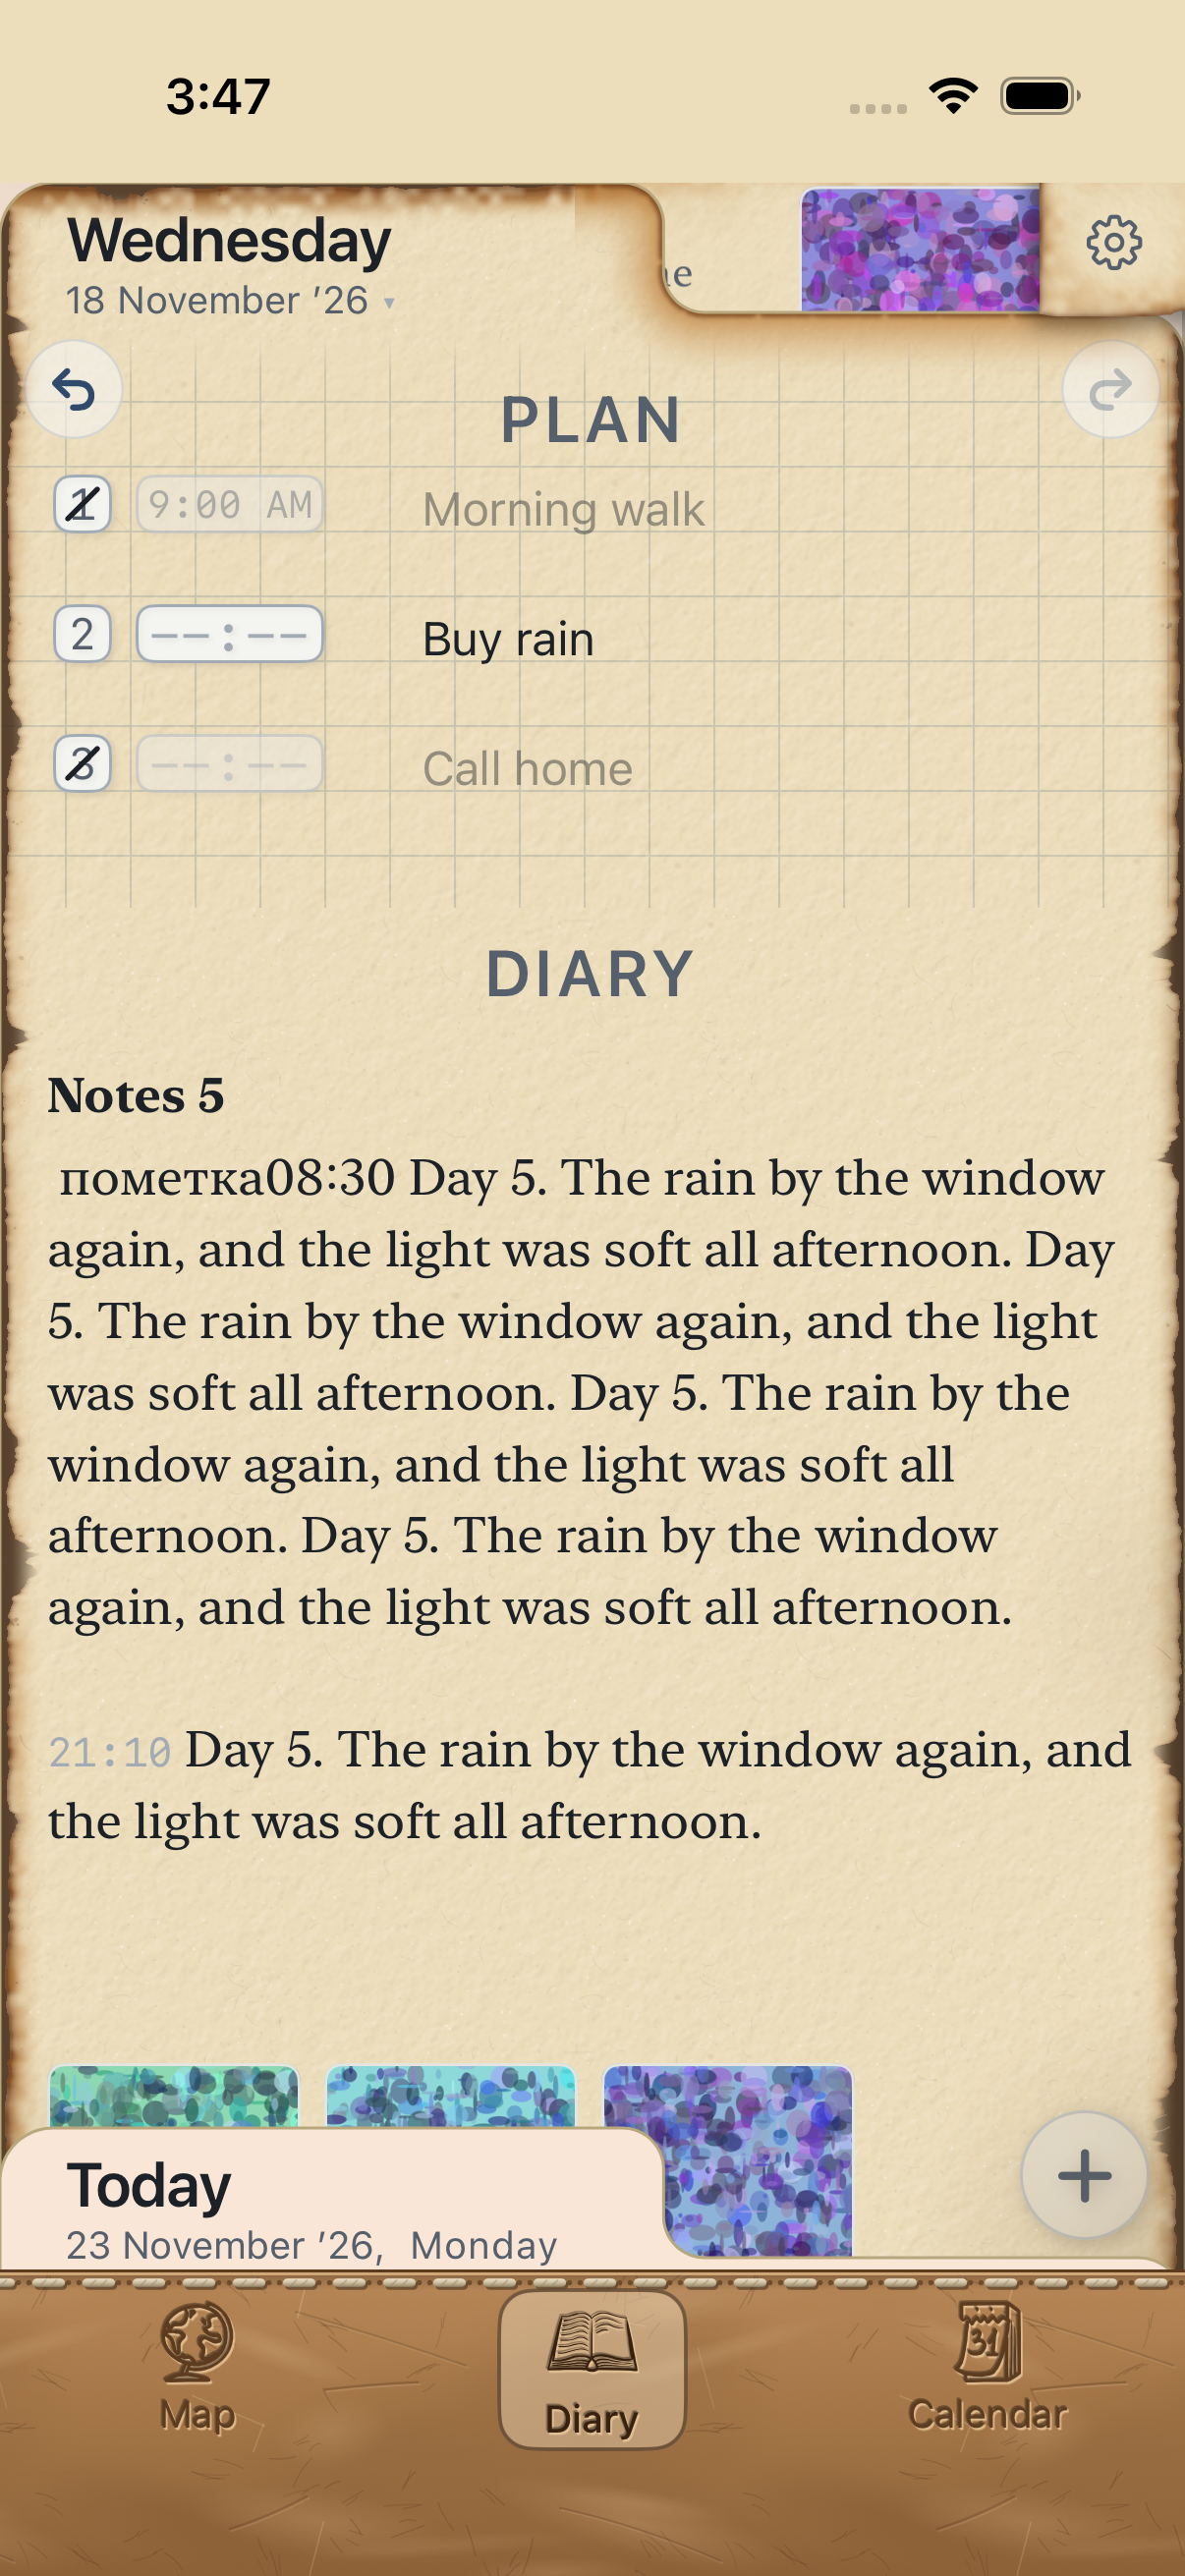 3:47
Wednesday
18 November ’26
PLAN
1 9:00 AM Morning walk
2 --:-- Buy rain
3 --:-- Call home
DIARY
Notes 5
пометка08:30 Day 5. The rain by the window
again, and the light was soft all afternoon. Day
5. The rain by the window again, and the light
was soft all afternoon. Day 5. The rain by the
window again, and the light was soft all
afternoon. Day 5. The rain by the window
again, and the light was soft all afternoon.
21:10 Day 5. The rain by the window again, and
the light was soft all afternoon.
Today
23 November ’26, Monday
31
Map
Diary
Calendar